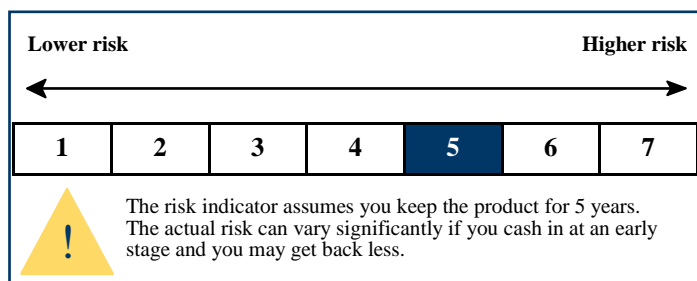 Lower risk Higher risk
1 2 3 4 5 6 7
! The risk indicator assumes you keep the product for 5 years.
The actual risk can vary significantly if you cash in at an early
stage and you may get back less.